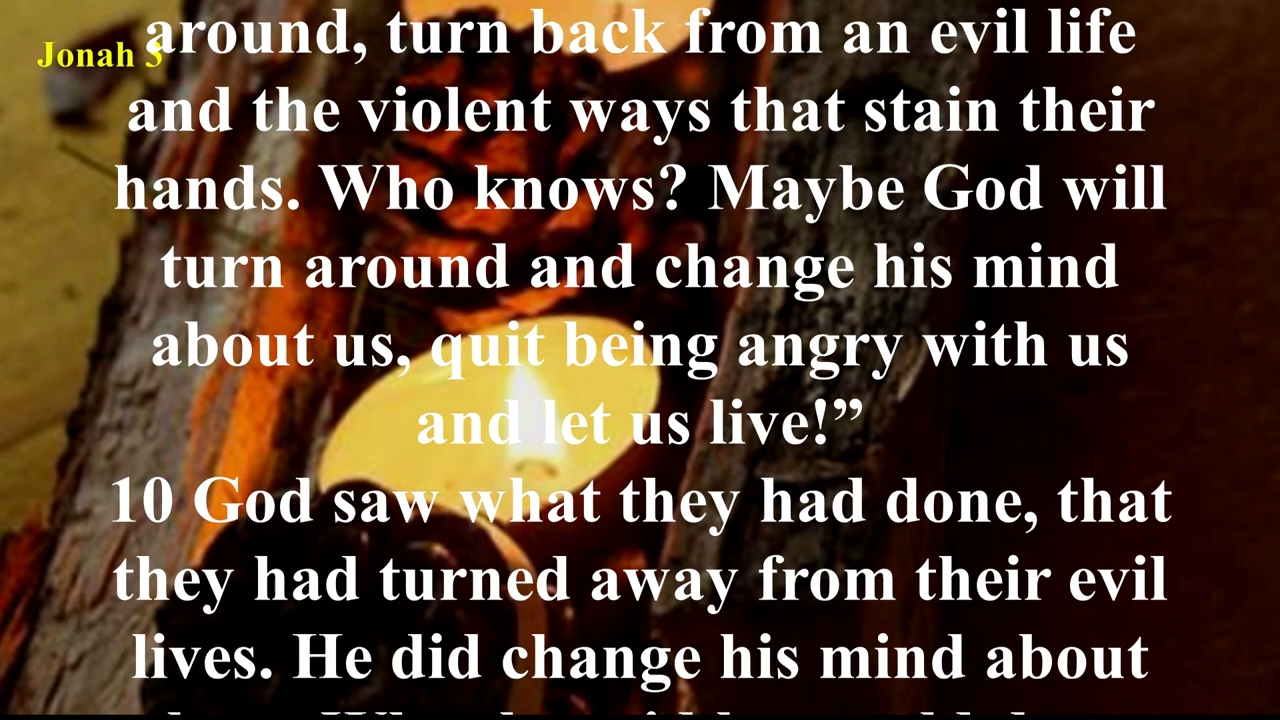 Jonah 3
around, turn back from an evil life
and the violent ways that stain their
hands. Who knows? Maybe God will
turn around and change his mind
about us, quit being angry with us
and let us live!”
10 God saw what they had done, that
they had turned away from their evil
lives. He did change his mind about